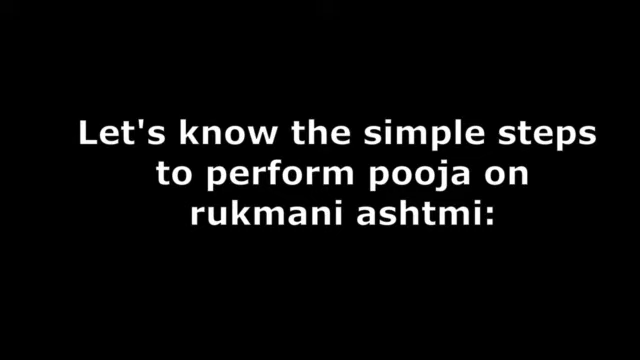 Let's know the simple steps
to perform pooja on
rukmani ashtmi: